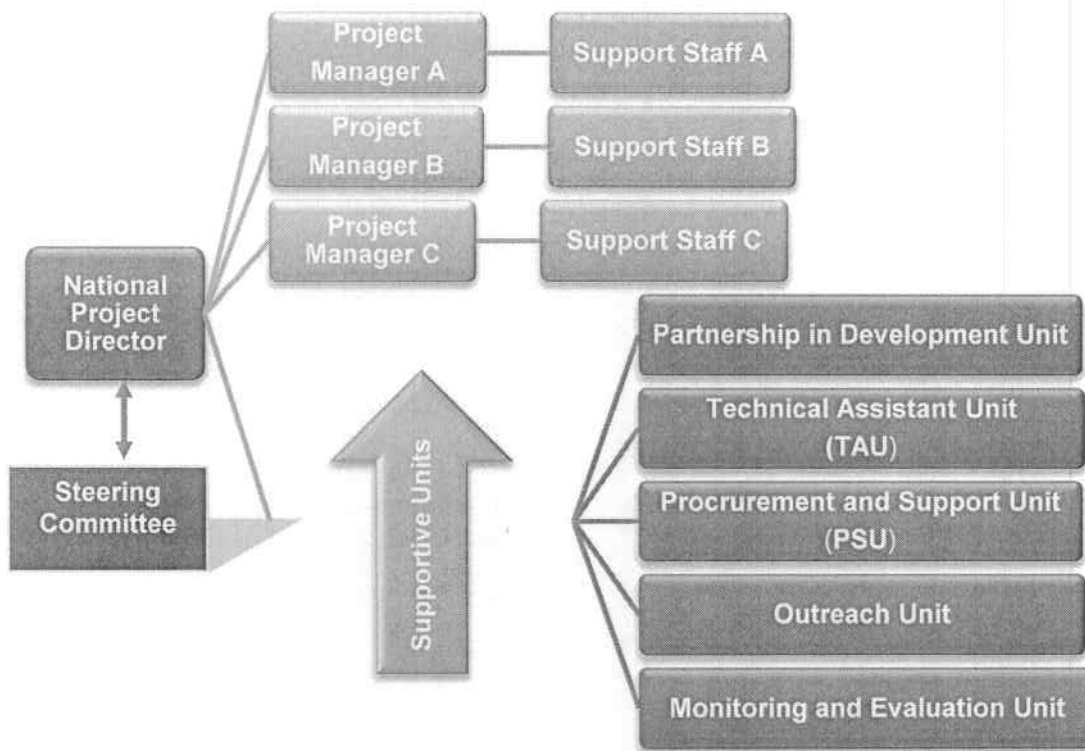 Project
Manager A
Support Staff A
Project
Manager B
Support Staff B
Project
Manager C
Support Staff C
National
Project
Director
Steering
Committee
Supportive Units
Partnership in Development Unit
Technical Assistant Unit
(TAU)
Procrurement and Support Unit
(PSU)
Outreach Unit
Monitoring and Evaluation Unit